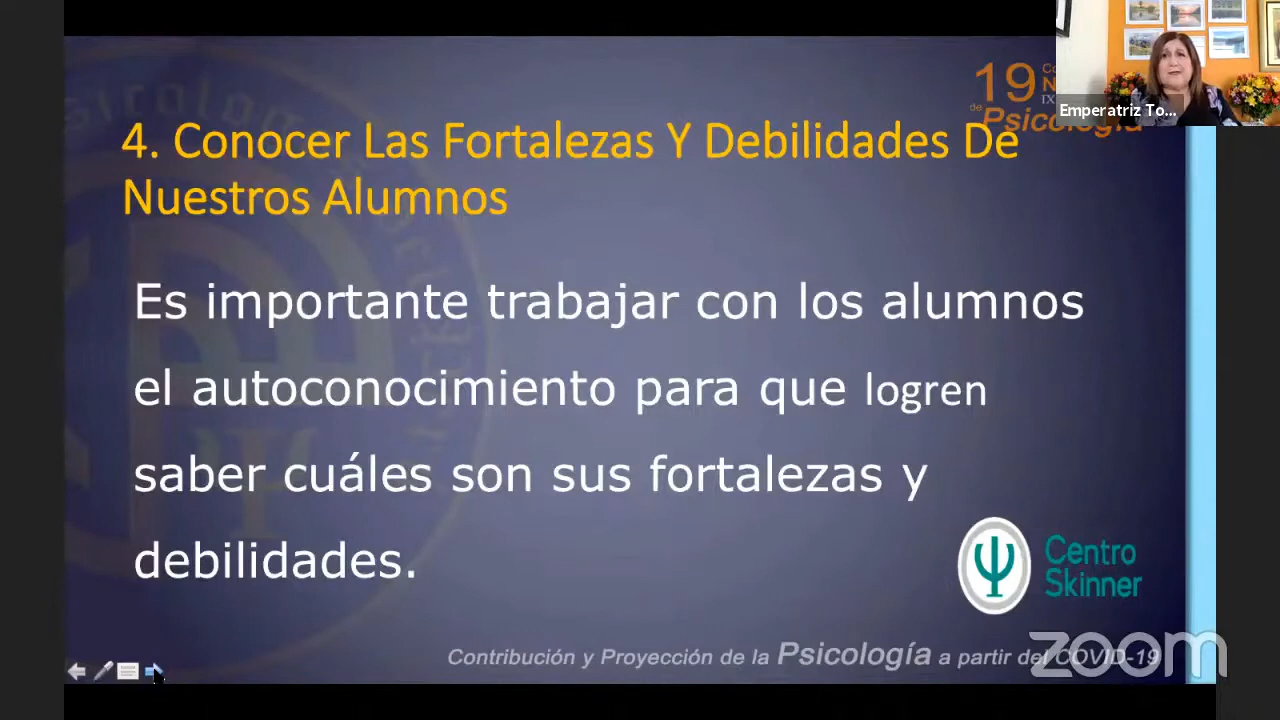 19 Co
N
IX
de Psicología
Emperatriz To...
4. Conocer Las Fortalezas Y Debilidades De
Nuestros Alumnos
Es importante trabajar con los alumnos
el autoconocimiento para que logren
saber cuáles son sus fortalezas y
debilidades.
Centro
Skinner
Contribución y Proyección de la Psicología a partir del COVID-19
zoom